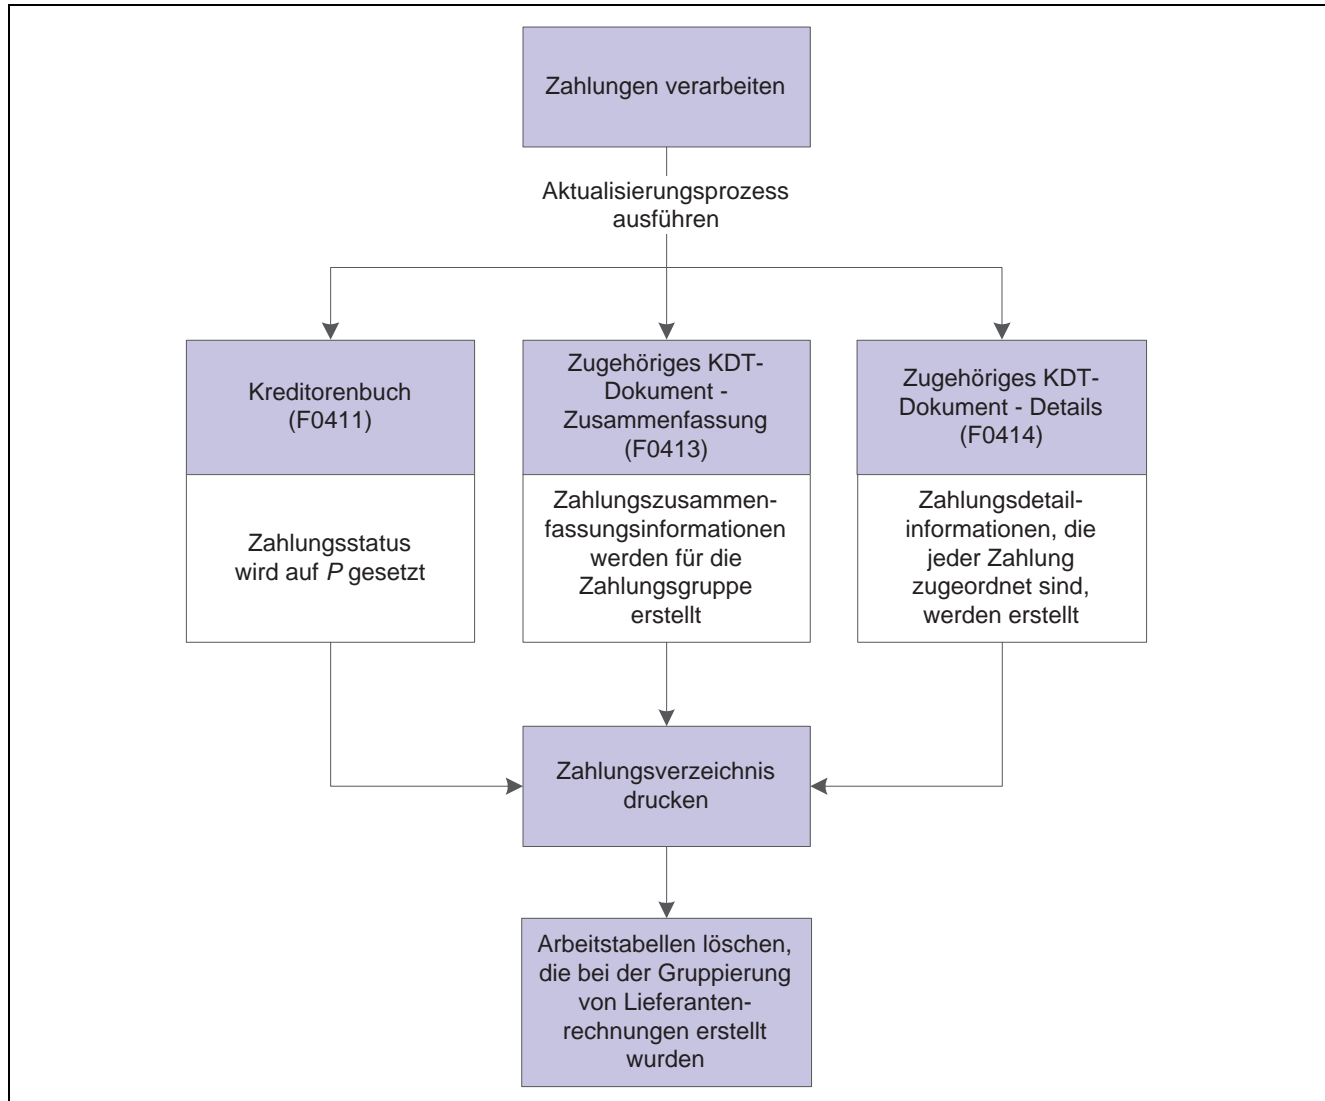 Zahlungen verarbeiten
Aktualisierungsprozess
ausführen
Kreditorenbuch
(F0411)
Zahlungsstatus
wird auf P gesetzt
Zugehöriges KDT-
Dokument -
Zusammenfassung
(F0413)
Zahlungszusammen-
fassungsinformationen
werden für die
Zahlungsgruppe
erstellt
Zugehöriges KDT-
Dokument - Details
(F0414)
Zahlungsdetail-
informationen, die
jeder Zahlung
zugeordnet sind,
werden erstellt
Zahlungsverzeichnis
drucken
Arbeitstabellen löschen,
die bei der Gruppierung
von Lieferanten-
rechnungen erstellt
wurden